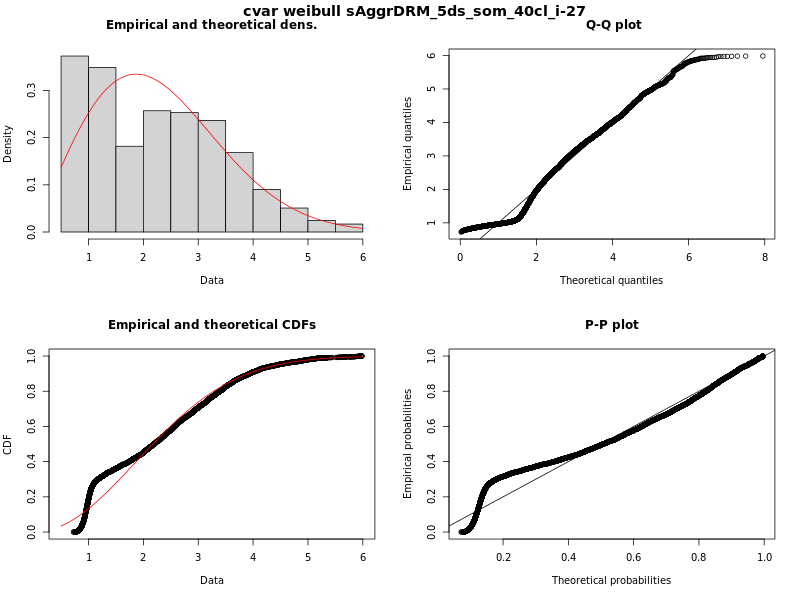 cvar weibull sAggrDRM_5ds_som_40cl_i-27
Empirical and theoretical dens.
Density
0.0 0.1 0.2 0.3
1 2 3 4 5 6
Data
Q-Q plot
Empirical quantiles
1 2 3 4 5 6
0 2 4 6 8
Theoretical quantiles
Empirical and theoretical CDFs
CDF
0.0 0.2 0.4 0.6 0.8 1.0
1 2 3 4 5 6
Data
P-P plot
Empirical probabilities
0.0 0.2 0.4 0.6 0.8 1.0
0.2 0.4 0.6 0.8 1.0
Theoretical probabilities